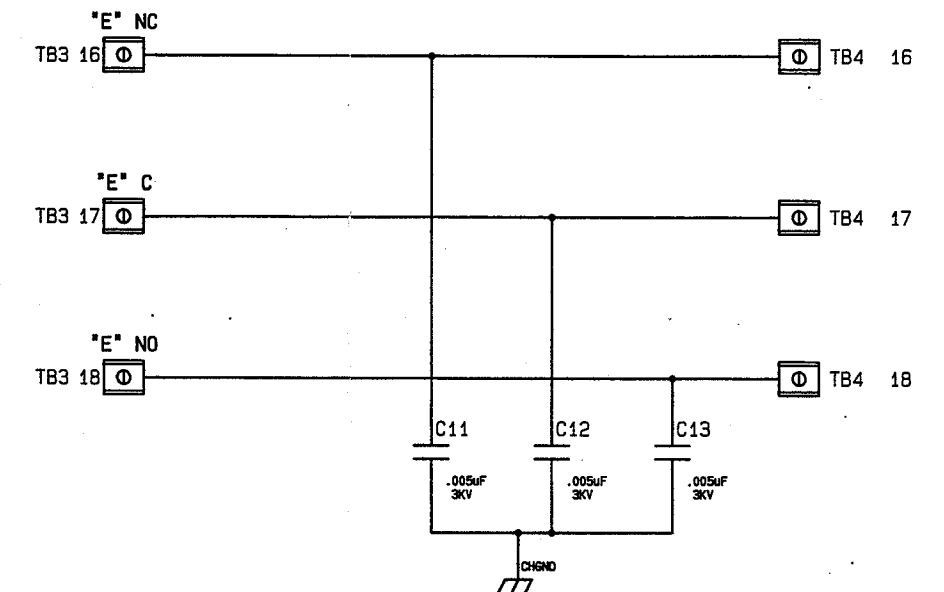 "E" NC
TB3 16
TB4 16
"E" C
TB3 17
TB4 17
"E" NO
TB3 18
TB4 18
C11
C12
C13
.005uF
3KV
.005uF
3KV
.005uF
3KV
CHGND